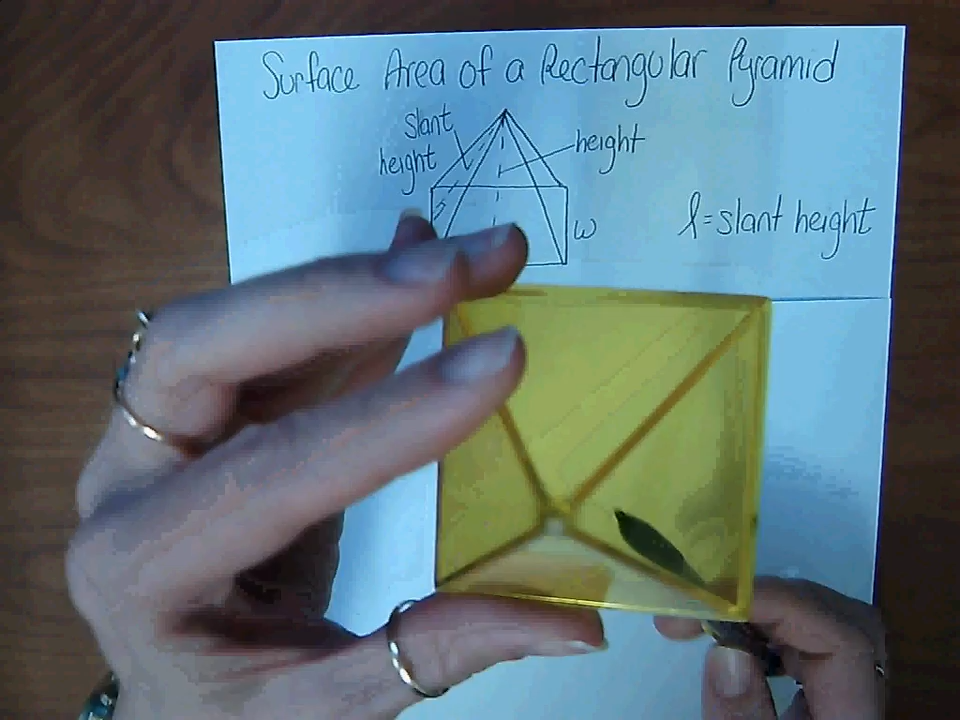 Surface Area of a Rectangular Pyramid
slant
height
height
w
l=slant height